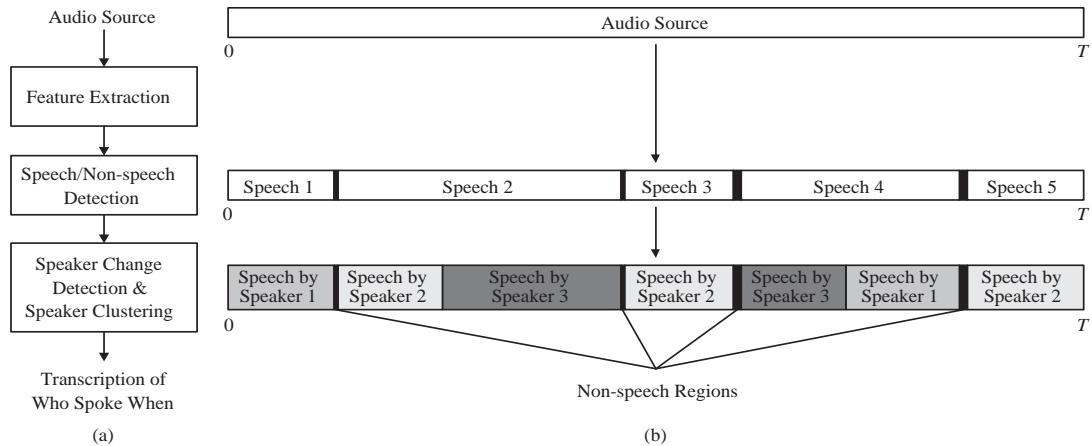 Audio Source
Feature Extraction
Speech/Non-speech
Detection
Speaker Change
Detection &
Speaker Clustering
Transcription of
Who Spoke When
(a)
Audio Source
0 T
Speech 1 Speech 2 Speech 3 Speech 4 Speech 5
0 T
Speech by
Speaker 1
Speech by
Speaker 2
Speech by
Speaker 3
Speech by
Speaker 2
Speech by
Speaker 3
Speech by
Speaker 1
Speech by
Speaker 2
0 T
Non-speech Regions
(b)